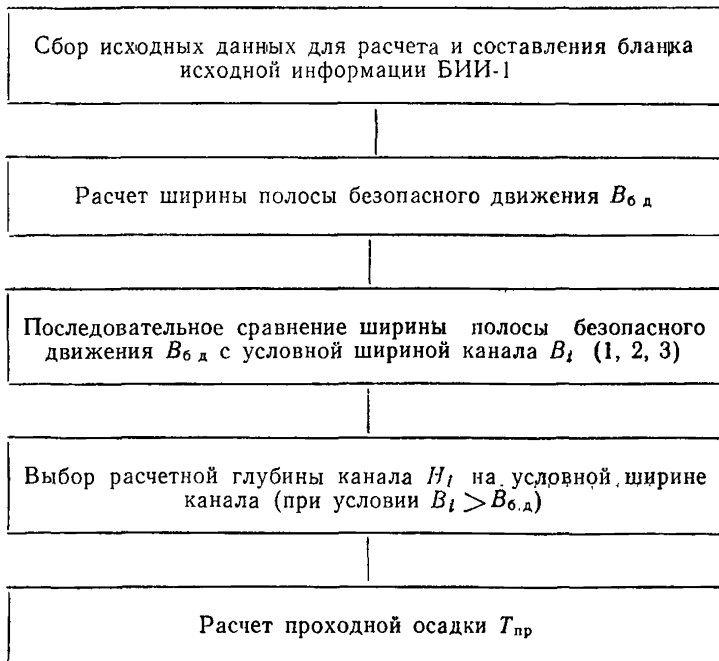 Сбор исходных данных для расчета и составления бланка
исходной информации БИИ-1
Расчет ширины полосы безопасного движения Bб д
Последовательное сравнение ширины полосы безопасного
движения Bб д с условной шириной канала Bi (1, 2, 3)
Выбор расчетной глубины канала Hi на условной ширине
канала (при условии Bi >Bб.д)
Расчет проходной осадки Tпр